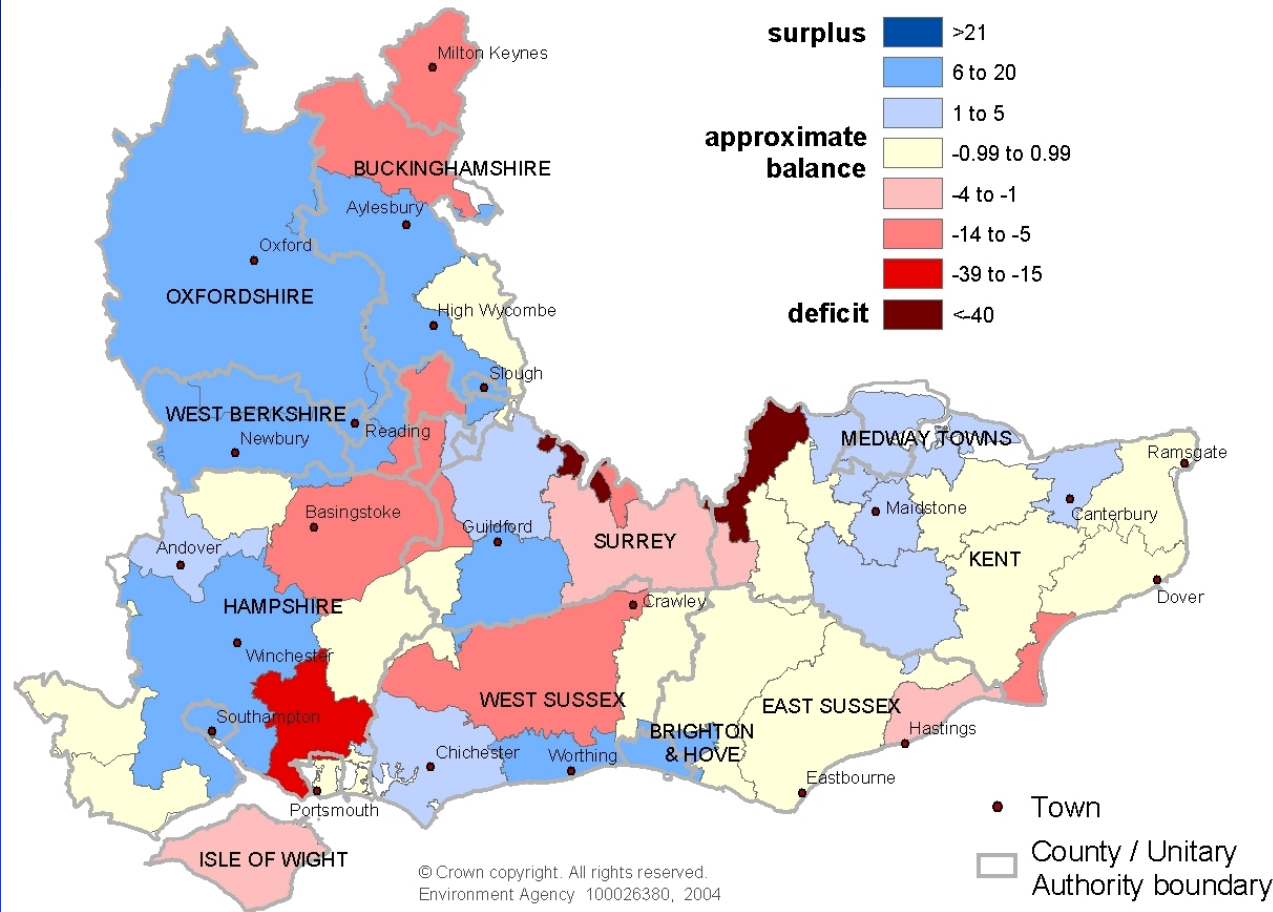 surplus
>21
6 to 20
1 to 5
approximate
balance
-0.99 to 0.99
-4 to -1
-14 to -5
-39 to -15
deficit
<-40
Milton Keynes
BUCKINGHAMSHIRE
Aylesbury
Oxford
OXFORDSHIRE
High Wycombe
Slough
WEST BERKSHIRE
Reading
Newbury
MEDWAY TOWNS
Ramsgate
Basingstoke
Maidstone
Canterbury
Guildford
Andover
SURREY
KENT
HAMPSHIRE
Crawley
Dover
Winchester
WEST SUSSEX
EAST SUSSEX
Southampton
BRIGHTON
& HOVE
Hastings
Chichester
Worthing
Eastbourne
Portsmouth
ISLE OF WIGHT
Town
County / Unitary
Authority boundary
© Crown copyright. All rights reserved.
Environment Agency 100026380, 2004